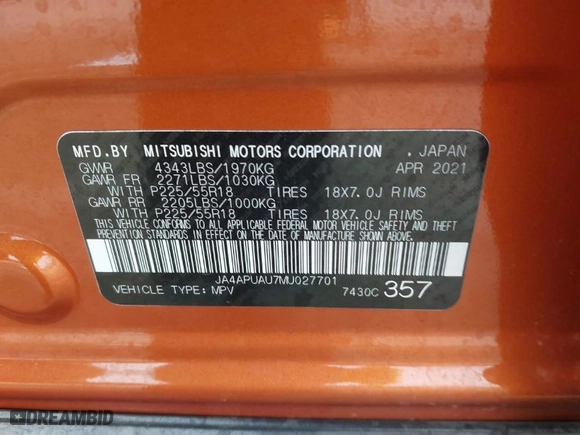 MFD.BY MITSUBISHI MOTORS CORPORATION . JAPAN
GVWR 4343LBS/1970KG APR 2021
GAWR FR 2271LBS/1030KG
WITH P225/55R18 TIRES 18X7.0J RIMS
GAWR RR 2205LBS/1000KG
WITH P225/55R18 TIRES 18X7.0J RIMS
THIS VEHICLE CONFORMS TO ALL APPLICABLE FEDERAL MOTOR VEHICLE SAFETY AND THEFT
PREVENTION STANDARDS IN EFFECT ON THE DATE OF MANUFACTURE SHOWN ABOVE.
JA4APUAU7MU027701
VEHICLE TYPE: MPV 7430C 357
DREAMBID